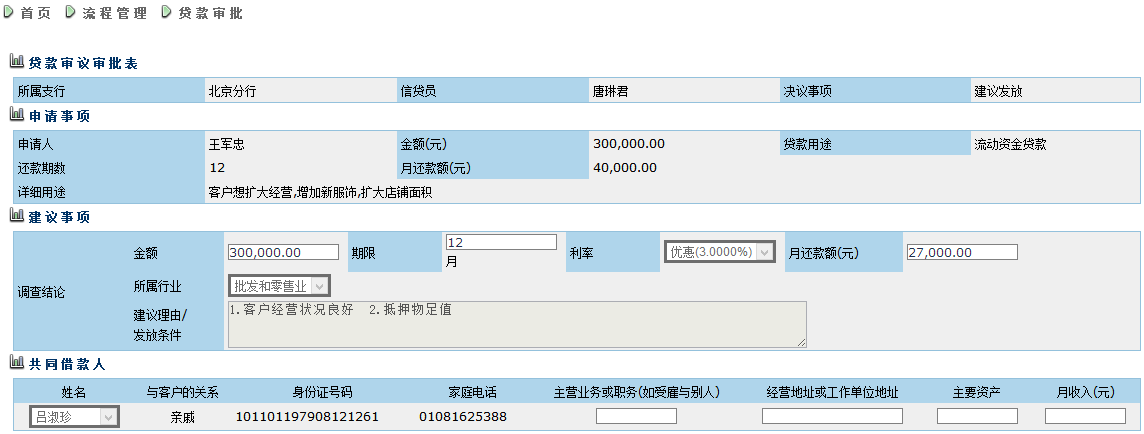 首页 流程管理 贷款审批
贷款审议审批表
所属支行 北京分行 信贷员 唐琳君 决议事项 建议发放
申请事项
申请人 王军忠 金额(元) 300,000.00 贷款用途 流动资金贷款
还款期数 12 月还款额(元) 40,000.00
详细用途 客户想扩大经营,增加新服饰,扩大店铺面积
建议事项
调查结论
金额 300,000.00 期限 12 月 利率 优惠(3.0000%) 月还款额(元) 27,000.00
所属行业 批发和零售业
建议理由/
发放条件
1.客户经营状况良好 2.抵押物足值
共同借款人
姓名 与客户的关系 身份证号码 家庭电话 主营业务或职务(如受雇与别人) 经营地址或工作单位地址 主要资产 月收入(元)
吕淑珍 亲戚 101101197908121261 01081625388